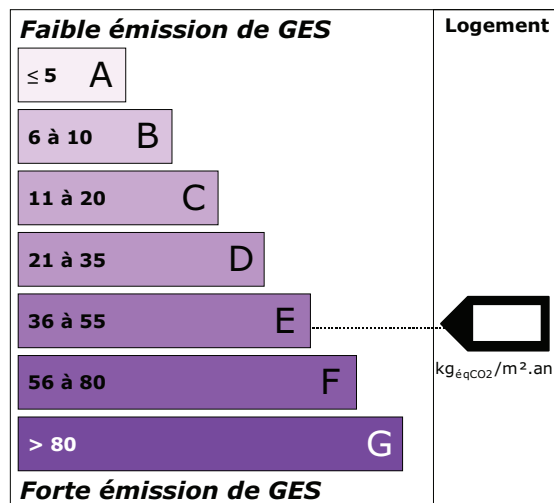 Faible émission de GES
Logement
≤ 5 A
6 à 10 B
11 à 20 C
21 à 35 D
36 à 55 E
kgéqCO2/m².an
56 à 80 F
> 80 G
Forte émission de GES